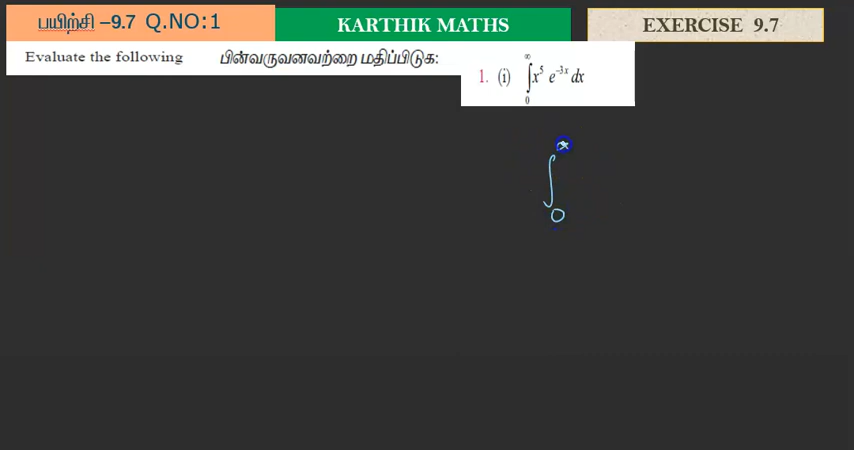 பயிற்சி –9.7 Q.NO:1
KARTHIK MATHS
EXERCISE 9.7
Evaluate the following பின்வருவனவற்றை மதிப்பிடுக:
1. (i) ∫₀^∞ x⁵ e⁻³ˣ dx
∫₀^∞